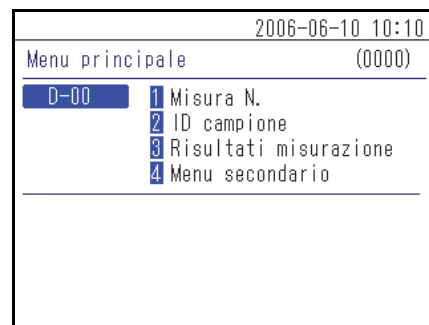 2006-06-10 10:10
Menu principale (0000)
D-00 1 Misura N.
2 ID campione
3 Risultati misurazione
4 Menu secondario